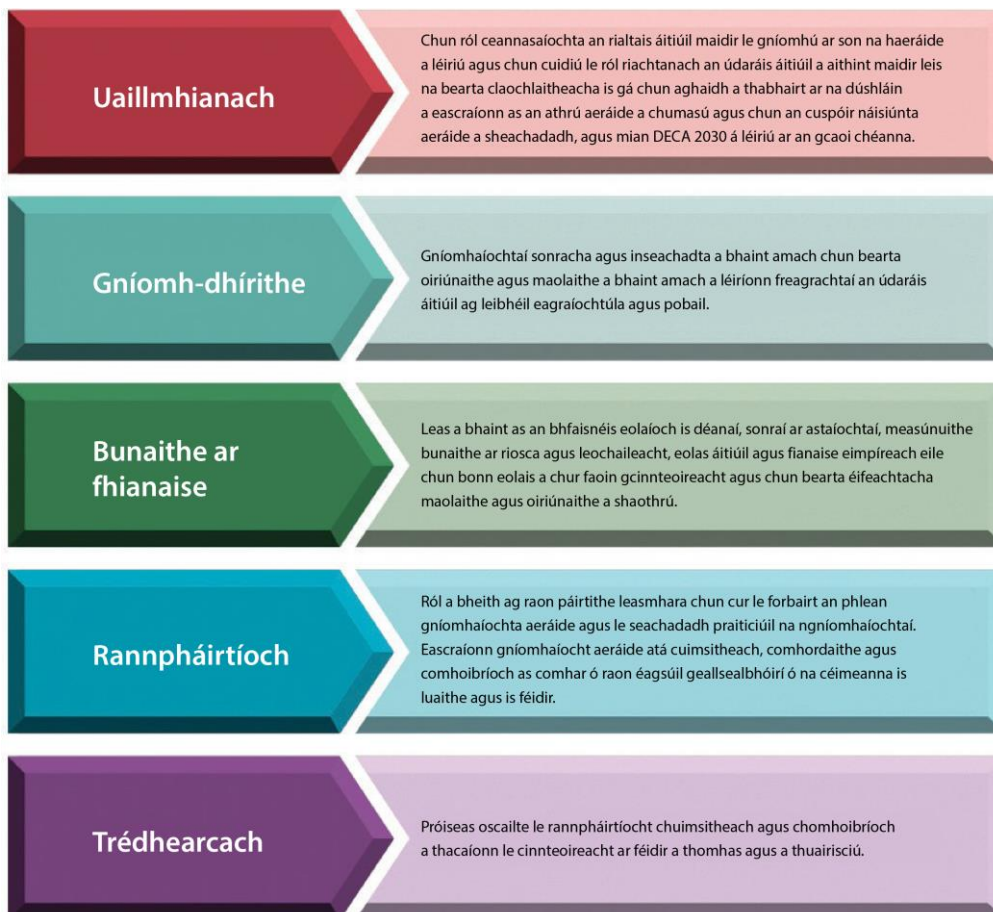 Uaillmhianach
Chun ról ceannasaíochta an rialtais áitiúil maidir le gníomhú ar son na haeráide
a léiriú agus chun cuidiú le ról riachtanach an údaráis áitiúil a aithint maidir leis
na bearta claochlaitheacha is gá chun aghaidh a thabhairt ar na dúshláin
a eascraíonn as an athrú aeráide a chumasú agus chun an cuspóir náisiúnta
aeráide a sheachadadh, agus mian DECA 2030 á léiriú ar an gcaoi chéanna.
Gníomh-dhírithe
Gníomhaíochtaí sonracha agus inseachadta a bhaint amach chun bearta
oiriúnaithe agus maolaithe a bhaint amach a léiríonn freagrachtaí an údaráis
áitiúil ag leibhéil eagraíochtúla agus pobail.
Bunaithe ar
fhianaise
Leas a bhaint as an bhfaisnéis eolaíoch is déanaí, sonraí ar astaíochtaí, measúnuithe
bunaithe ar riosca agus leochaileacht, eolas áitiúil agus fianaise eimpíreach eile
chun bonn eolais a chur faoin gcinnteoireacht agus chun bearta éifeachtacha
maolaithe agus oiriúnaithe a shaothrú.
Rannpháirtíoch
Ról a bheith ag raon páirtithe leasmhara chun cur le forbairt an phlean
gníomhaíochta aeráide agus le seachadadh praiticiúil na ngníomhaíochtaí.
Eascraíonn gníomhaíocht aeráide atá cuimsitheach, comhordaithe agus
comhoibríoch as comhar ó raon éagsúil geallsealbhóirí ó na céimeanna is
luaithe agus is féidir.
Trédhearcach
Próiseas oscailte le rannpháirtíocht chuimsitheach agus chomhoibríoch
a thacaíonn le cinnteoireacht ar féidir a thomhas agus a thuairisciú.